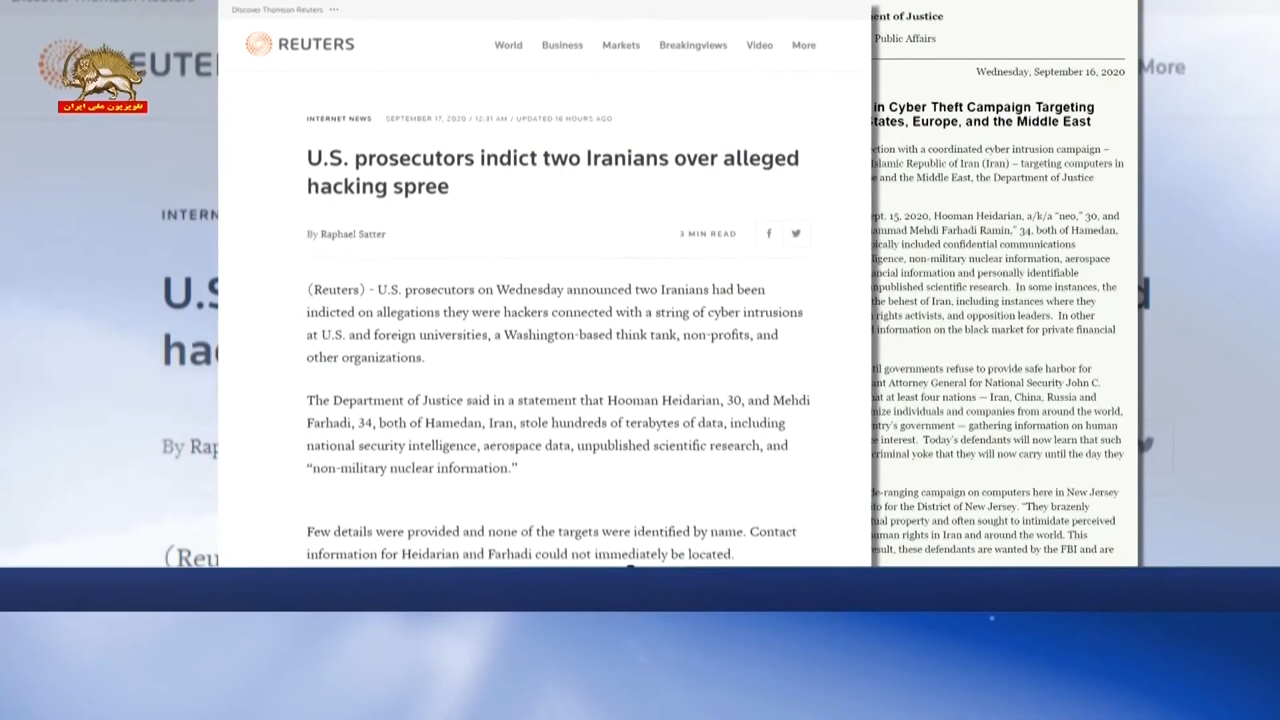 Discover Thomson Reuters ...
REUTERS
World Business Markets Breakingviews Video More
INTERNET NEWS SEPTEMBER 17, 2020 / 12:31 AM / UPDATED 16 HOURS AGO
U.S. prosecutors indict two Iranians over alleged
hacking spree
By Raphael Satter
3 MIN READ
(Reuters) - U.S. prosecutors on Wednesday announced two Iranians had been
indicted on allegations they were hackers connected with a string of cyber intrusions
at U.S. and foreign universities, a Washington-based think tank, non-profits, and
other organizations.
The Department of Justice said in a statement that Hooman Heidarian, 30, and Mehdi
Farhadi, 34, both of Hamedan, Iran, stole hundreds of terabytes of data, including
national security intelligence, aerospace data, unpublished scientific research, and
“non-military nuclear information.”
Few details were provided and none of the targets were identified by name. Contact
information for Heidarian and Farhadi could not immediately be located.
ent of Justice
Public Affairs
Wednesday, September 16, 2020
in Cyber Theft Campaign Targeting
tates, Europe, and the Middle East
ction with a coordinated cyber intrusion campaign –
Islamic Republic of Iran (Iran) – targeting computers in
e and the Middle East, the Department of Justice
pt. 15, 2020, Hooman Heidarian, a/k/a “neo,” 30, and
ammad Mehdi Farhadi Ramin,” 34, both of Hamedan,
pically included confidential communications
ligence, non-military nuclear information, aerospace
ancial information and personally identifiable
npublished scientific research. In some instances, the
the behest of Iran, including instances where they
rights activists, and opposition leaders. In other
information on the black market for private financial
til governments refuse to provide safe harbor for
ant Attorney General for National Security John C.
hat at least four nations — Iran, China, Russia and
mize individuals and companies from around the world,
ntry’s government — gathering information on human
e interest. Today’s defendants will now learn that such
criminal yoke that they will now carry until the day they
de-ranging campaign on computers here in New Jersey
to for the District of New Jersey. “They brazenly
tual property and often sought to intimidate perceived
uman rights in Iran and around the world. This
esult, these defendants are wanted by the FBI and are
EUTE
More
تلویزیون ملی ایران
INTERN
U.S
ha
d
By Rap
(Reu